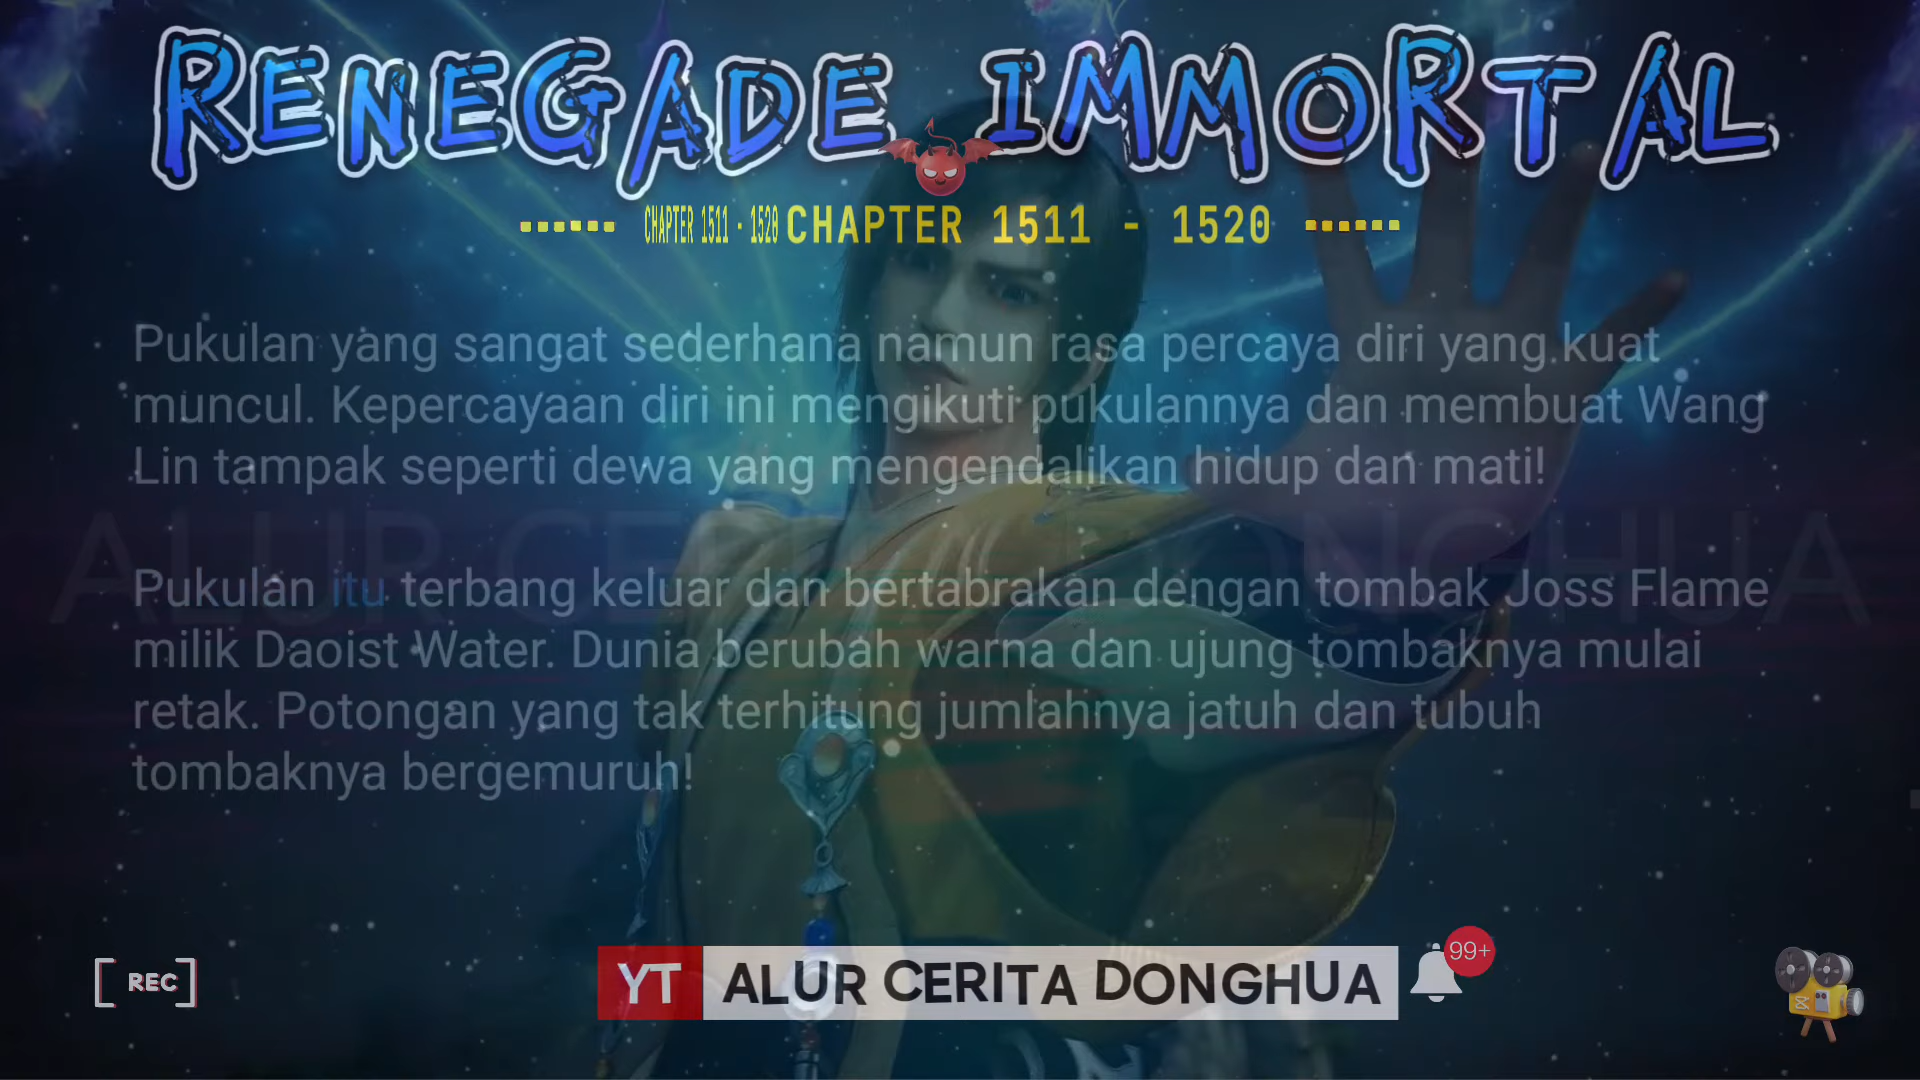 RENEGADE IMMORTAL
CHAPTER 1511 - 1520 CHAPTER 1511 - 1520
Pukulan yang sangat sederhana namun rasa percaya diri yang kuat
muncul. Kepercayaan diri ini mengikuti pukulannya dan membuat Wang
Lin tampak seperti dewa yang mengendalikan hidup dan mati!
ALUR CERITA DONGHUA
Pukulan itu terbang keluar dan bertabrakan dengan tombak Joss Flame
milik Daoist Water. Dunia berubah warna dan ujung tombaknya mulai
retak. Potongan yang tak terhitung jumlahnya jatuh dan tubuh
tombaknya bergemuruh!
[ REC ]
YT ALUR CERITA DONGHUA 99+